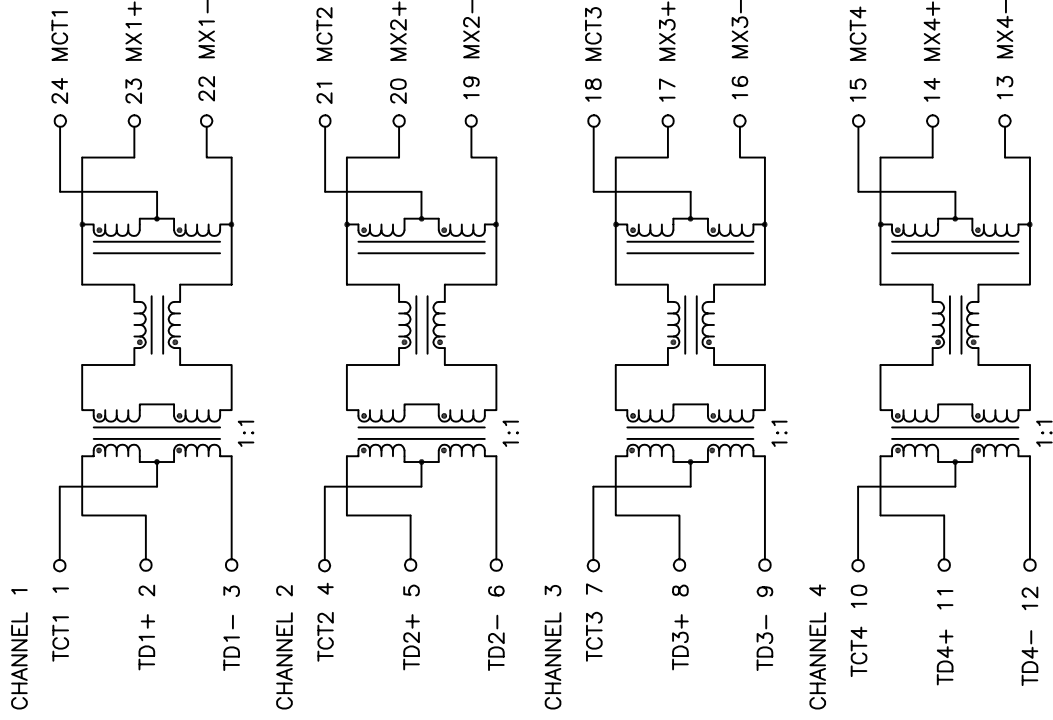 CHANNEL 1
TCT1 1
TD1+ 2
TD1- 3
24 MCT1
23 MX1+
22 MX1-
1:1
CHANNEL 2
TCT2 4
TD2+ 5
TD2- 6
21 MCT2
20 MX2+
19 MX2-
1:1
CHANNEL 3
TCT3 7
TD3+ 8
TD3- 9
18 MCT3
17 MX3+
16 MX3-
1:1
CHANNEL 4
TCT4 10
TD4+ 11
TD4- 12
15 MCT4
14 MX4+
13 MX4-
1:1